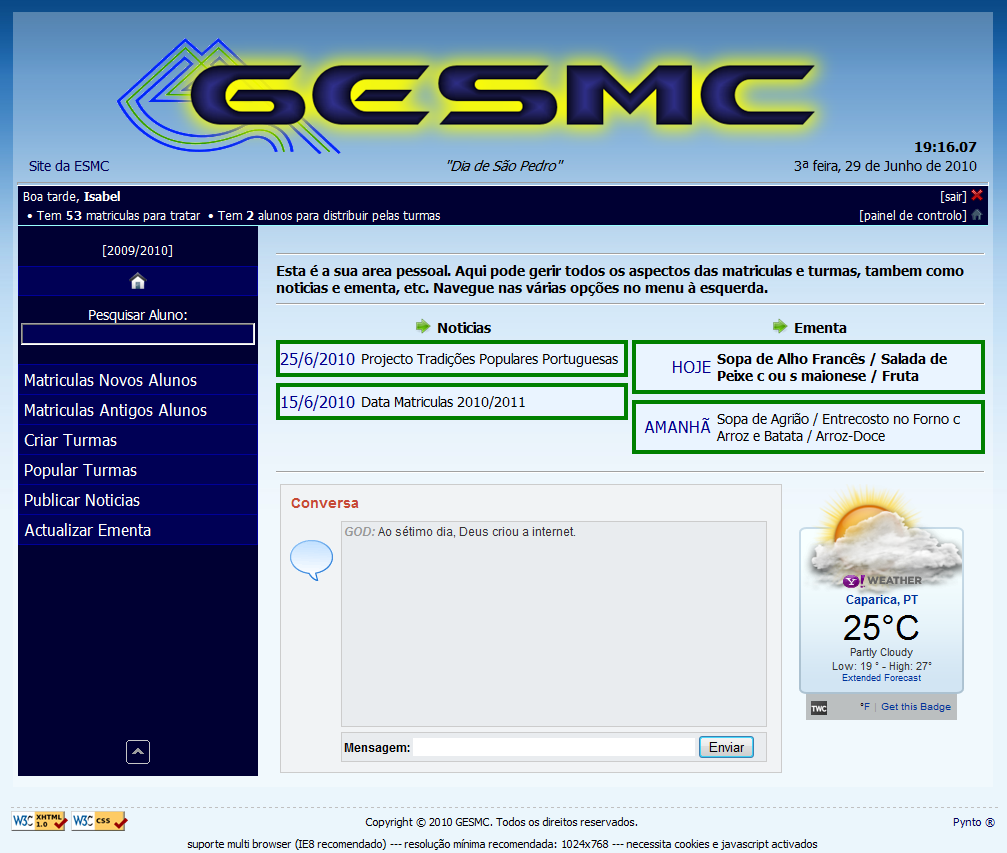 GESMC
19:16.07
Site da ESMC
"Dia de São Pedro"
3ª feira, 29 de Junho de 2010
Boa tarde, Isabel
[sair]
• Tem 53 matriculas para tratar • Tem 2 alunos para distribuir pelas turmas
[painel de controlo]
[2009/2010]
Pesquisar Aluno:
Matriculas Novos Alunos
Matriculas Antigos Alunos
Criar Turmas
Popular Turmas
Publicar Noticias
Actualizar Ementa
Esta é a sua area pessoal. Aqui pode gerir todos os aspectos das matriculas e turmas, tambem como
noticias e ementa, etc. Navegue nas várias opções no menu à esquerda.
Noticias
25/6/2010 Projecto Tradições Populares Portuguesas
15/6/2010 Data Matriculas 2010/2011
Ementa
HOJE
Sopa de Alho Francês / Salada de
Peixe c ou s maionese / Fruta
AMANHÃ
Sopa de Agrião / Entrecosto no Forno c
Arroz e Batata / Arroz-Doce
Conversa
GOD: Ao sétimo dia, Deus criou a internet.
Mensagem:
Enviar
Y! WEATHER
Caparica, PT
25°C
Partly Cloudy
Low: 19 ° - High: 27°
Extended Forecast
TWC
°F | Get this Badge
W3C XHTML 1.0
W3C CSS
Copyright © 2010 GESMC. Todos os direitos reservados.
Pynto ®
suporte multi browser (IE8 recomendado) --- resolução mínima recomendada: 1024x768 --- necessita cookies e javascript activados